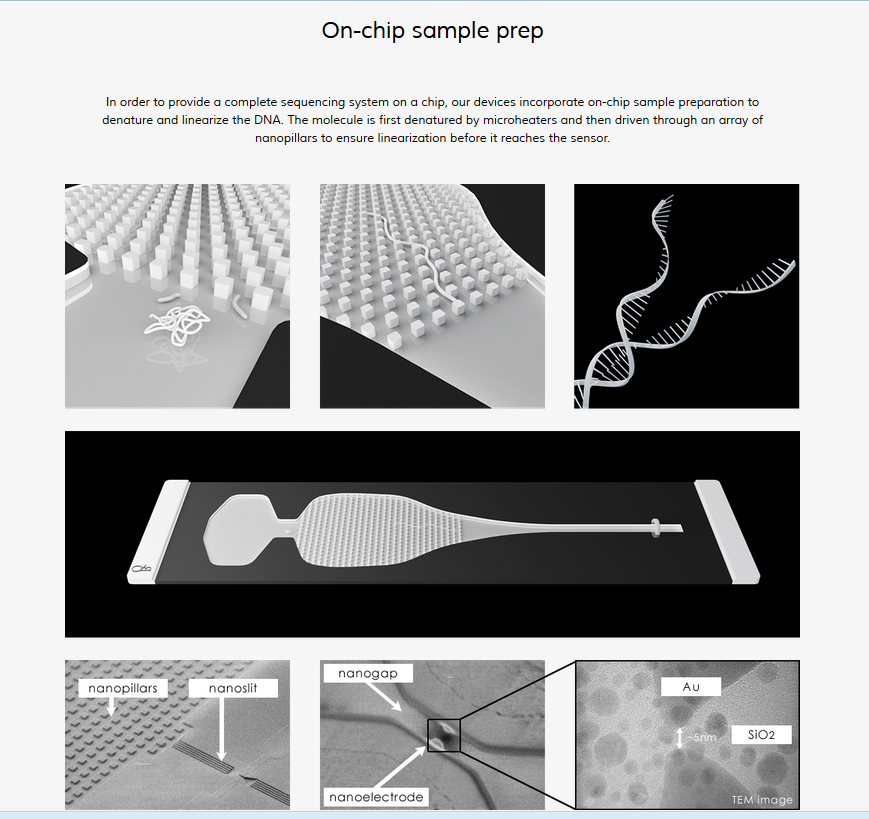 On-chip sample prep
In order to provide a complete sequencing system on a chip, our devices incorporate on-chip sample preparation to
denature and linearize the DNA. The molecule is first denatured by microheaters and then driven through an array of
nanopillars to ensure linearization before it reaches the sensor.
nanopillars
nanoslit
nanogap
nanoelectrode
Au
~5nm
SiO2
TEM image